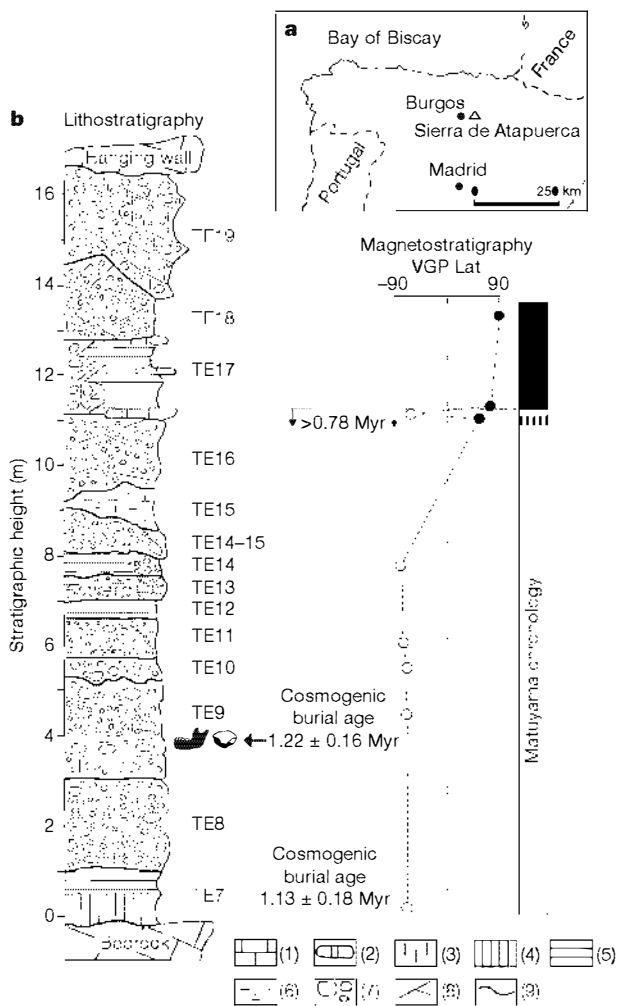 a
Bay of Biscay
France
Burgos
Sierra de Atapuerca
Portugal
Madrid
250
km
b
Lithostratigraphy
Hanging wall
Stratigraphic height (m)
16
14
12
10
8
6
4
2
0
TE19
TE18
TE17
TE16
TE15
TE14–15
TE14
TE13
TE12
TE11
TE10
TE9
TE8
TE7
Bedrock
Magnetostratigraphy
VGP Lat
–90
90
>0.78 Myr
Cosmogenic
burial age
1.22 ± 0.16 Myr
Cosmogenic
burial age
1.13 ± 0.18 Myr
Matuyama chronology
(1)
(2)
(3)
(4)
(5)
(6)
(7)
(8)
(9)